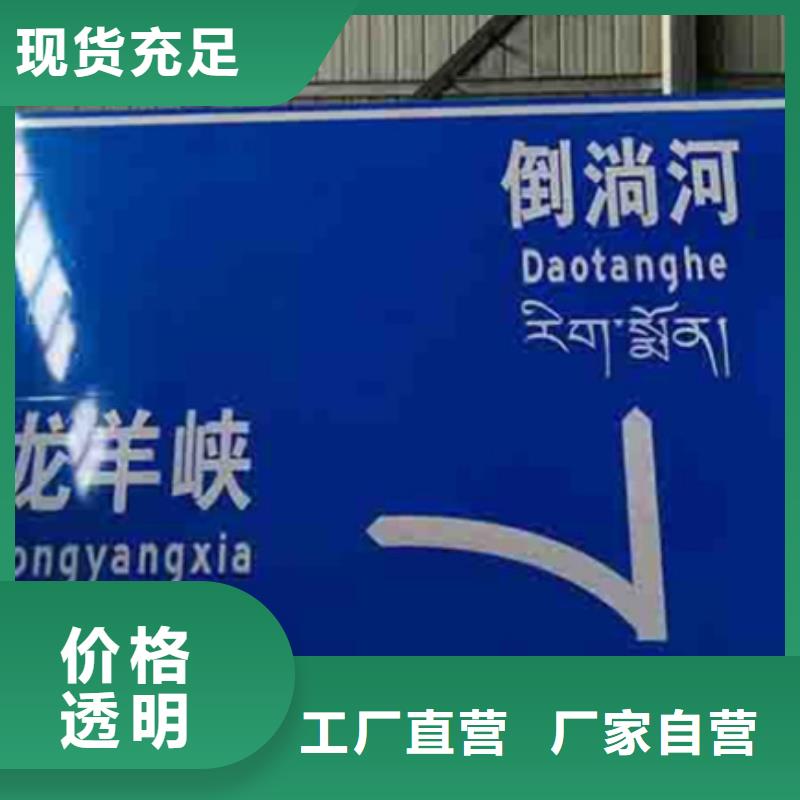 现货充足
倒淌河
Daotanghe
རིག་སྨོན།
龙羊峡
ongyangxia
价格
透明
工厂直营 厂家自营